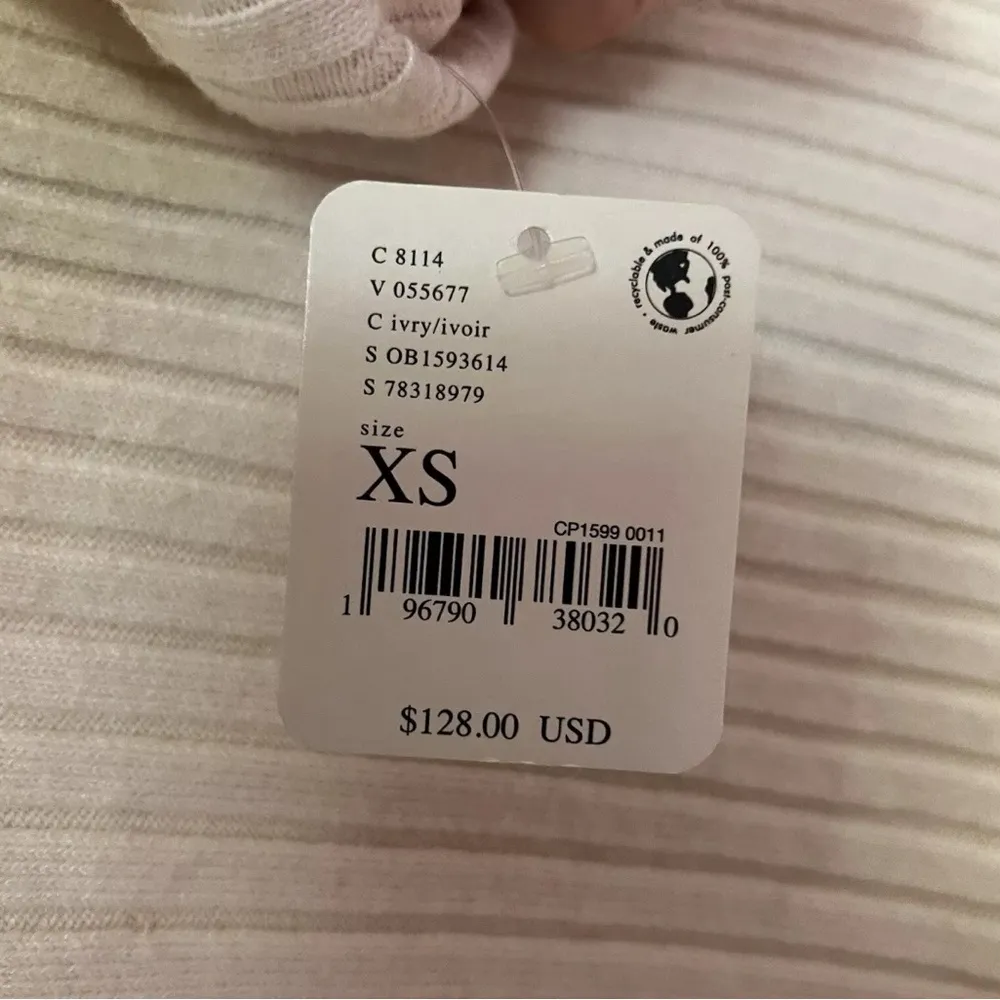 C 8114
V 055677
C ivry/ivoir
S OB1593614
S 78318979
recyclable & made of 100% post-consumer waste •
size
XS
CP1599 0011
1 96790 38032 0
$128.00 USD